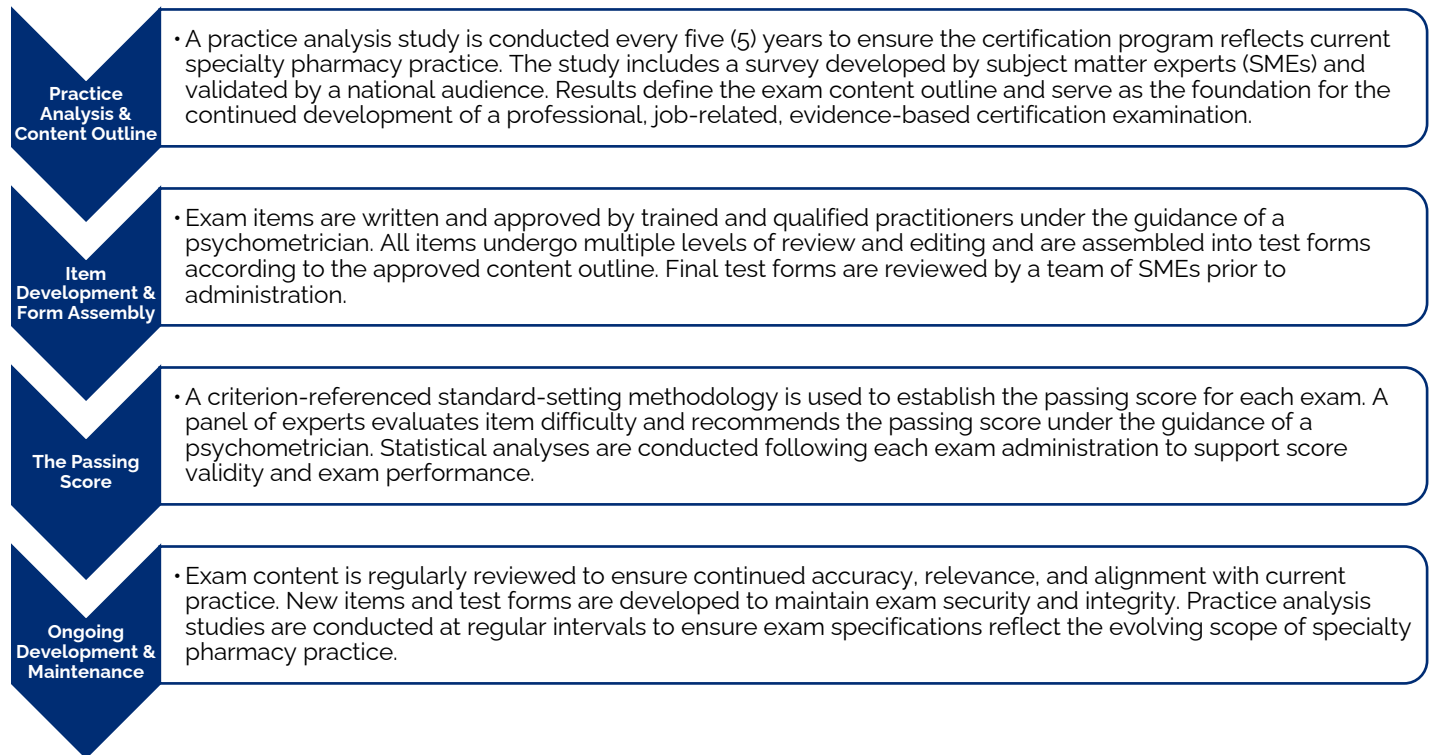 Practice
Analysis &
Content Outline
• A practice analysis study is conducted every five (5) years to ensure the certification program reflects current
specialty pharmacy practice. The study includes a survey developed by subject matter experts (SMEs) and
validated by a national audience. Results define the exam content outline and serve as the foundation for the
continued development of a professional, job-related, evidence-based certification examination.
Item
Development &
Form Assembly
• Exam items are written and approved by trained and qualified practitioners under the guidance of a
psychometrician. All items undergo multiple levels of review and editing and are assembled into test forms
according to the approved content outline. Final test forms are reviewed by a team of SMEs prior to
administration.
The Passing
Score
• A criterion-referenced standard-setting methodology is used to establish the passing score for each exam. A
panel of experts evaluates item difficulty and recommends the passing score under the guidance of a
psychometrician. Statistical analyses are conducted following each exam administration to support score
validity and exam performance.
Ongoing
Development &
Maintenance
• Exam content is regularly reviewed to ensure continued accuracy, relevance, and alignment with current
practice. New items and test forms are developed to maintain exam security and integrity. Practice analysis
studies are conducted at regular intervals to ensure exam specifications reflect the evolving scope of specialty
pharmacy practice.